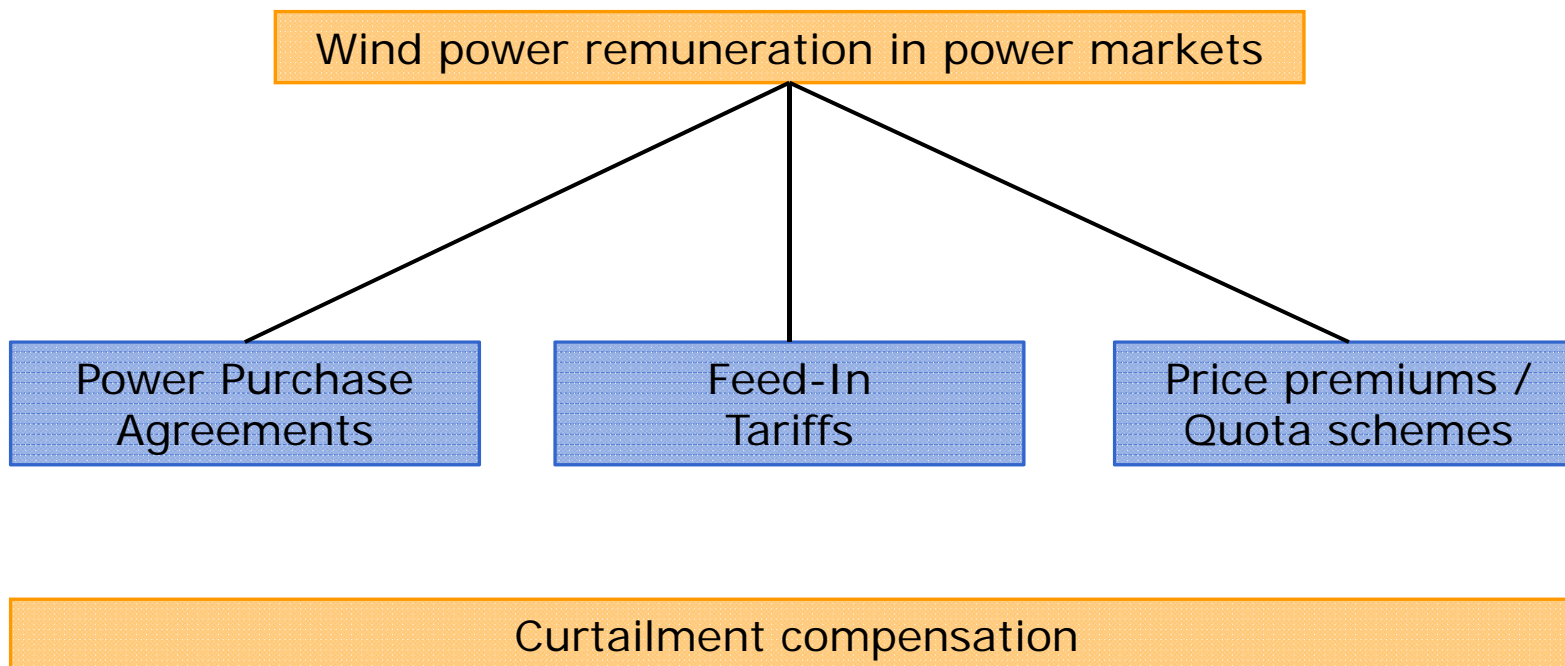 Wind power remuneration in power markets
Power Purchase
Agreements
Feed-In
Tariffs
Price premiums /
Quota schemes
Curtailment compensation